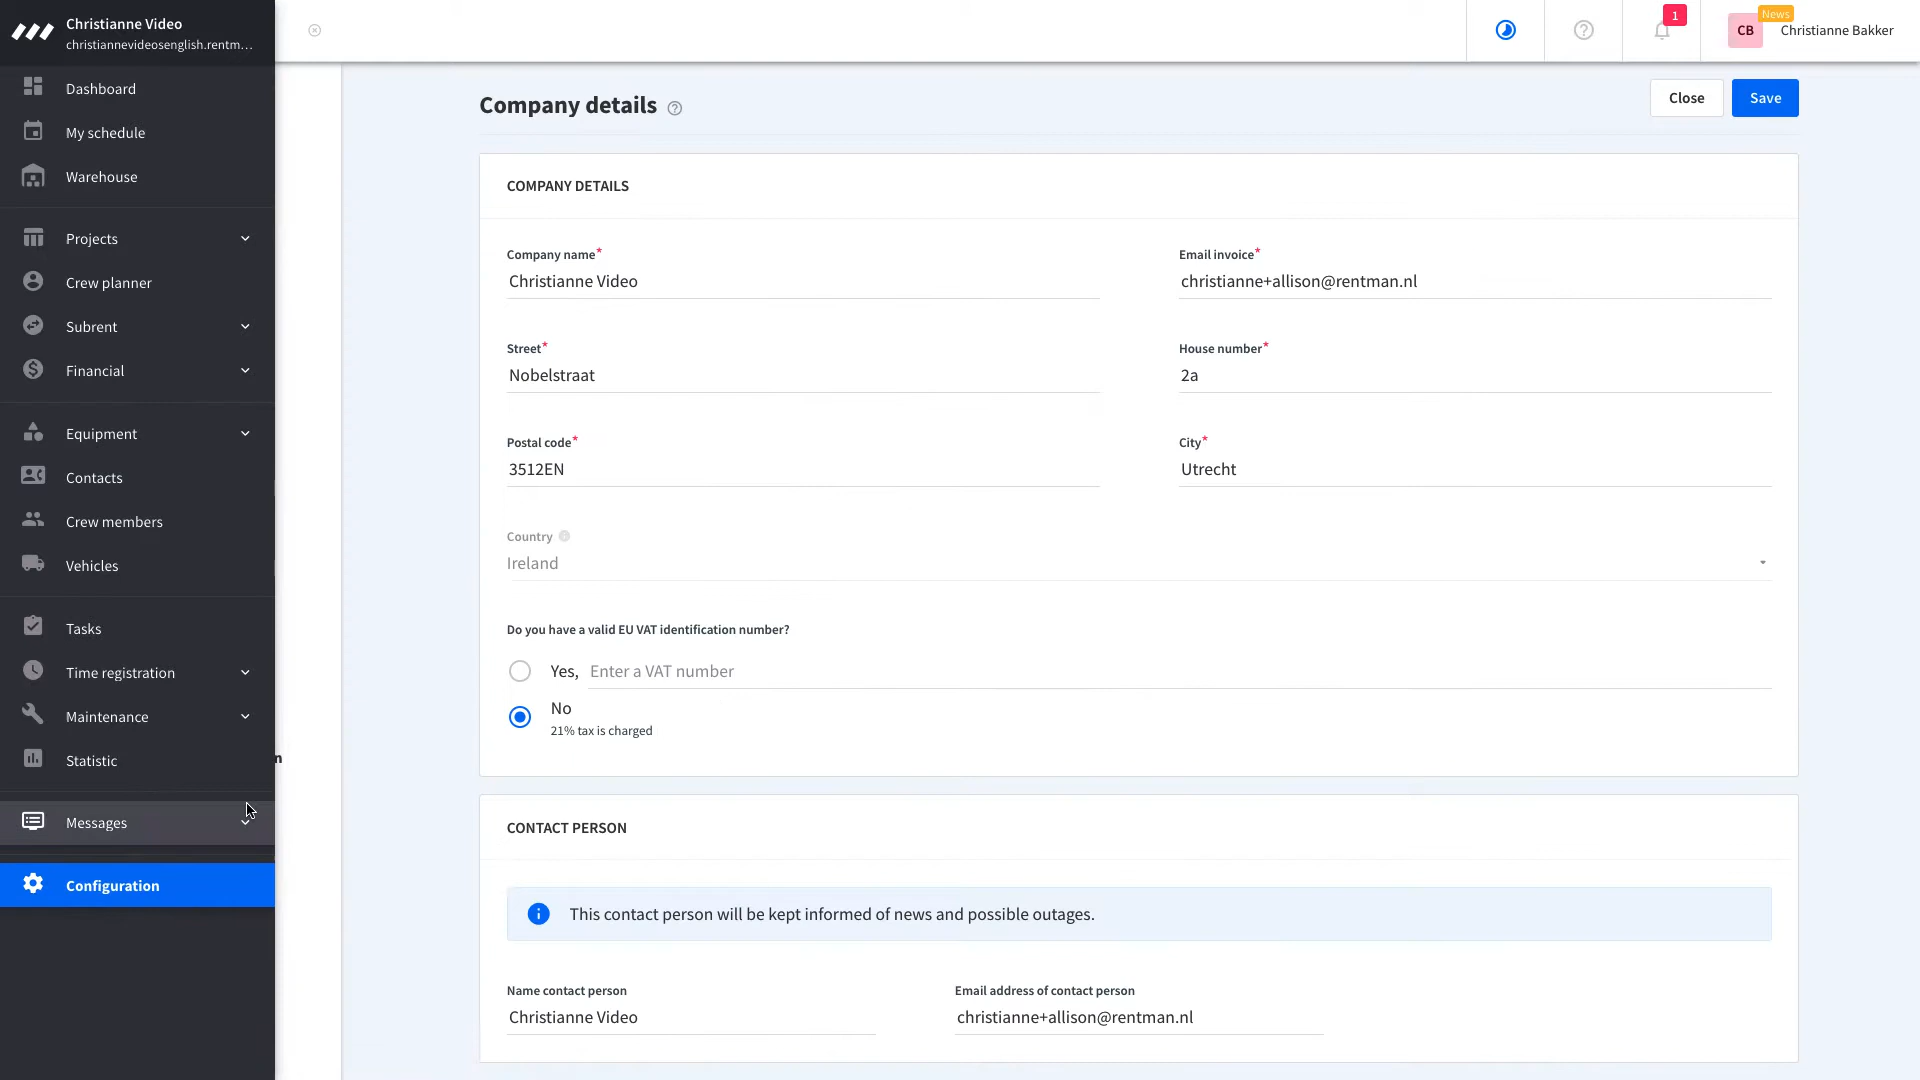 Christianne Video
christiannevideosenglish.rentm...
Dashboard
My schedule
Warehouse
Projects
Crew planner
Subrent
Financial
Equipment
Contacts
Crew members
Vehicles
Tasks
Time registration
Maintenance
Statistic
n
Messages
Configuration
1
News
CB
Christianne Bakker
Company details
Close
Save
COMPANY DETAILS
Company name*
Christianne Video
Email invoice*
christianne+allison@rentman.nl
Street*
Nobelstraat
House number*
2a
Postal code*
3512EN
City*
Utrecht
Country
Ireland
Do you have a valid EU VAT identification number?
Yes, Enter a VAT number
No
21% tax is charged
CONTACT PERSON
This contact person will be kept informed of news and possible outages.
Name contact person
Christianne Video
Email address of contact person
christianne+allison@rentman.nl